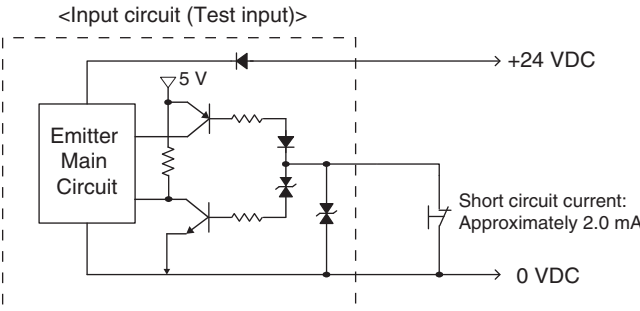 <Input circuit (Test input)>
+24 VDC
5 V
Emitter
Main
Circuit
Short circuit current:
Approximately 2.0 mA
0 VDC